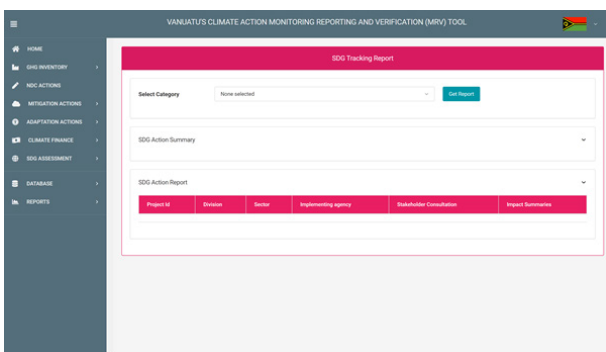 VANUATU'S CLIMATE ACTION MONITORING REPORTING AND VERIFICATION (MRV) TOOL
HOME
GHG INVENTORY
NDC ACTIONS
MITIGATION ACTIONS
ADAPTATION ACTIONS
CLIMATE FINANCE
SDG ASSESSMENT
DATABASE
REPORTS
SDG Tracking Report
Select Category None selected Get Report
SDG Action Summary
SDG Action Report
Project Id Division Sector Implementing agency Stakeholder Consultation Impact Summaries